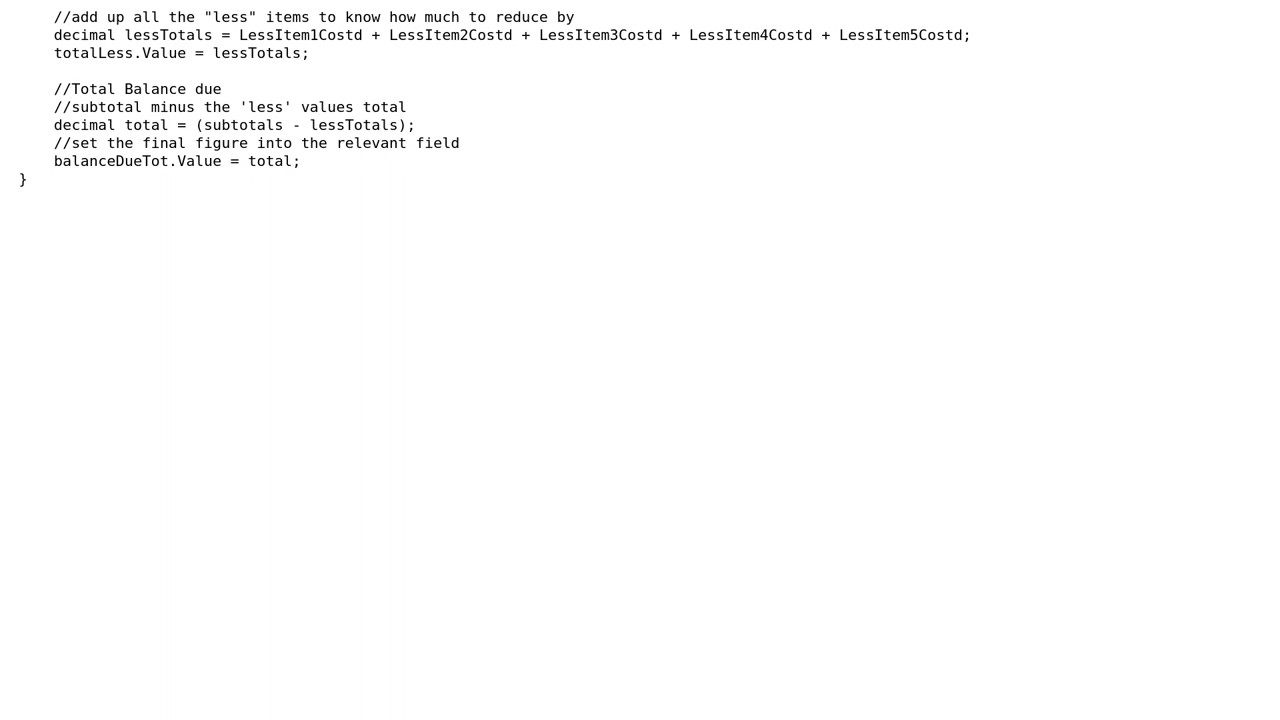 //add up all the "less" items to know how much to reduce by
decimal lessTotals = LessItem1Costd + LessItem2Costd + LessItem3Costd + LessItem4Costd + LessItem5Costd;
totalLess.Value = lessTotals;

//Total Balance due
//subtotal minus the 'less' values total
decimal total = (subtotals - lessTotals);
//set the final figure into the relevant field
balanceDueTot.Value = total;
}